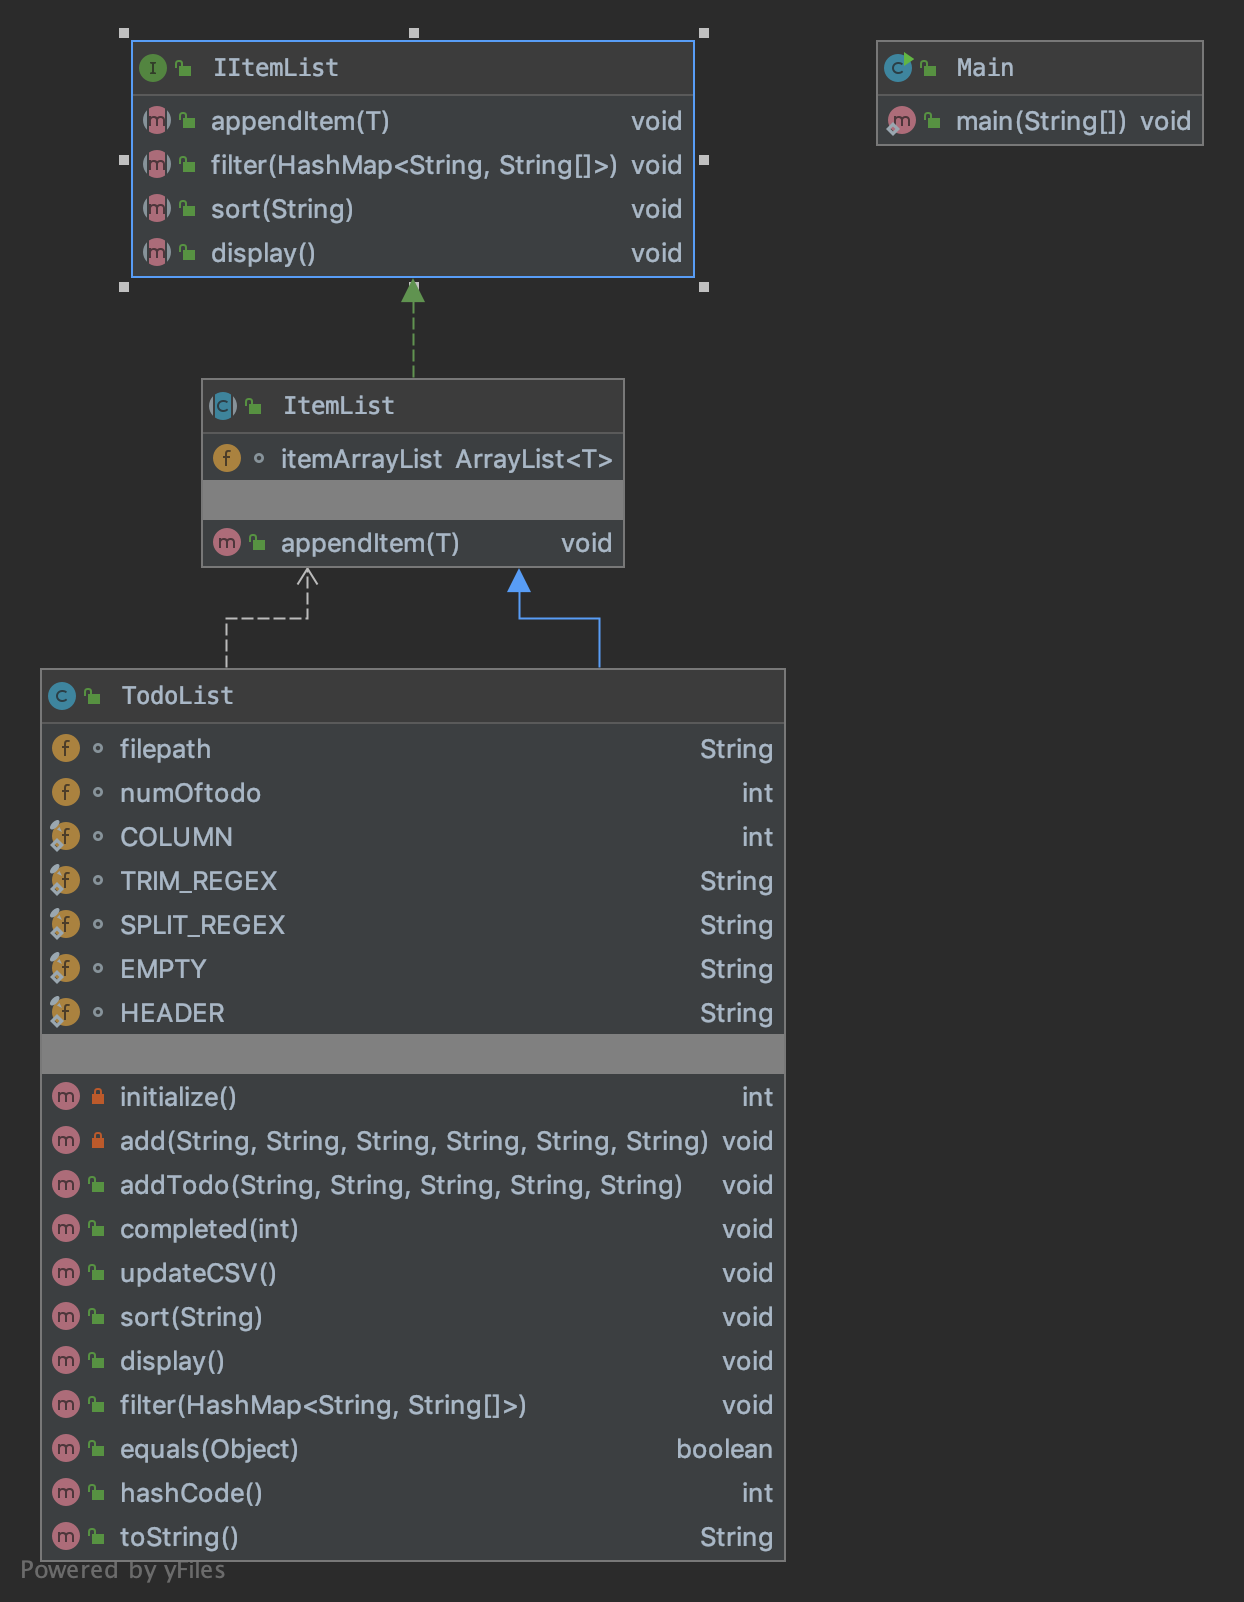 IItemList
appendItem(T) void
filter(HashMap<String, String[]>) void
sort(String) void
display() void
Main
main(String[]) void
ItemList
itemArrayList ArrayList<T>
appendItem(T) void
TodoList
filepath String
numOftodo int
COLUMN int
TRIM_REGEX String
SPLIT_REGEX String
EMPTY String
HEADER String
initialize() int
add(String, String, String, String, String, String) void
addTodo(String, String, String, String, String) void
completed(int) void
updateCSV() void
sort(String) void
display() void
filter(HashMap<String, String[]>) void
equals(Object) boolean
hashCode() int
toString() String
Powered by yFiles